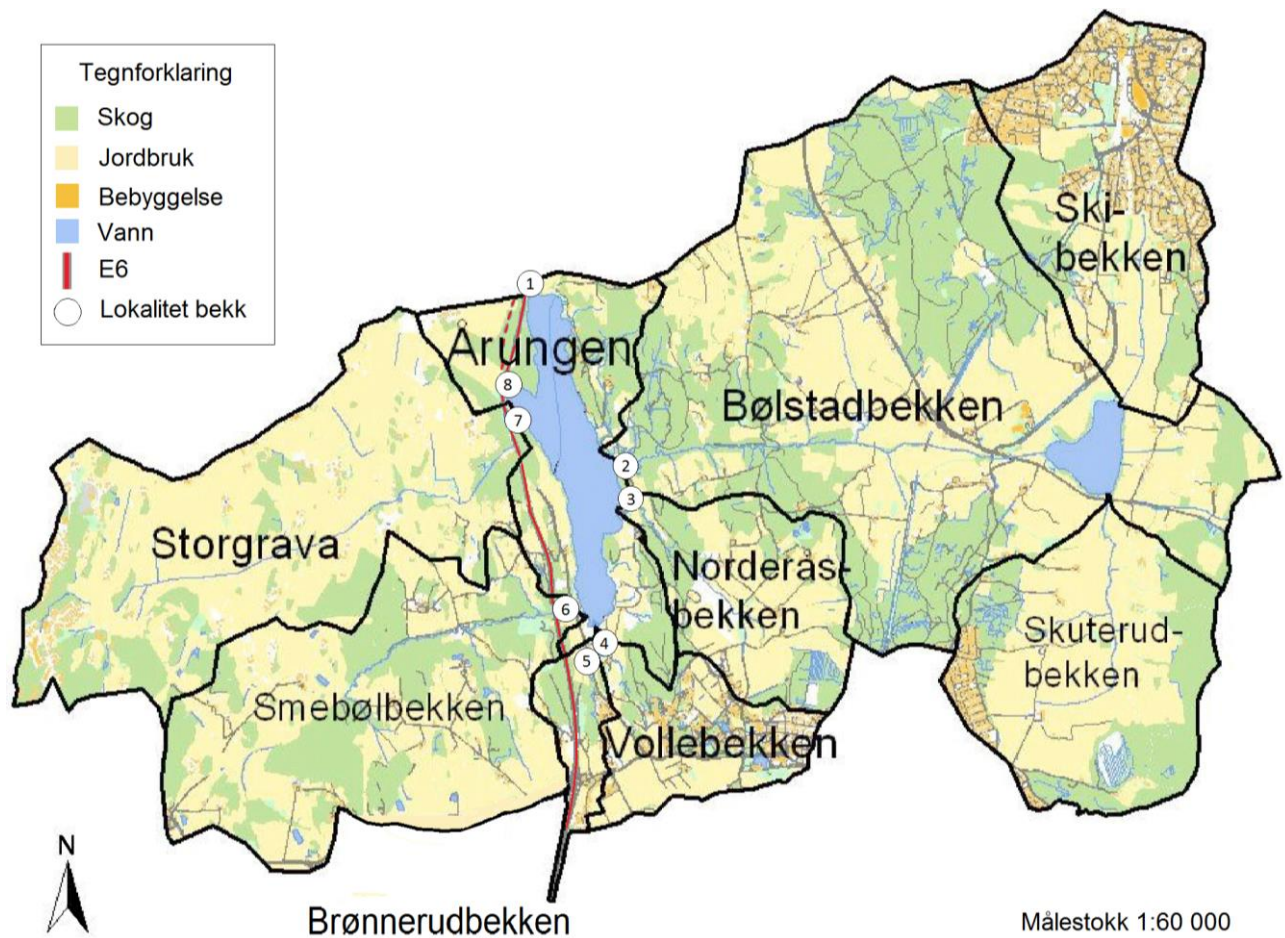 Tegnforklaring
Skog
Jordbruk
Bebyggelse
Vann
E6
Lokalitet bekk
Ski-
bekken
1
Årungen
8
7
Bølstadbekken
2
3
Storgrava
Norderås-
bekken
6
4
5
Skuterud-
bekken
Smebølbekken
Vollebekken
N
Brønnerudbekken
Målestokk 1:60 000